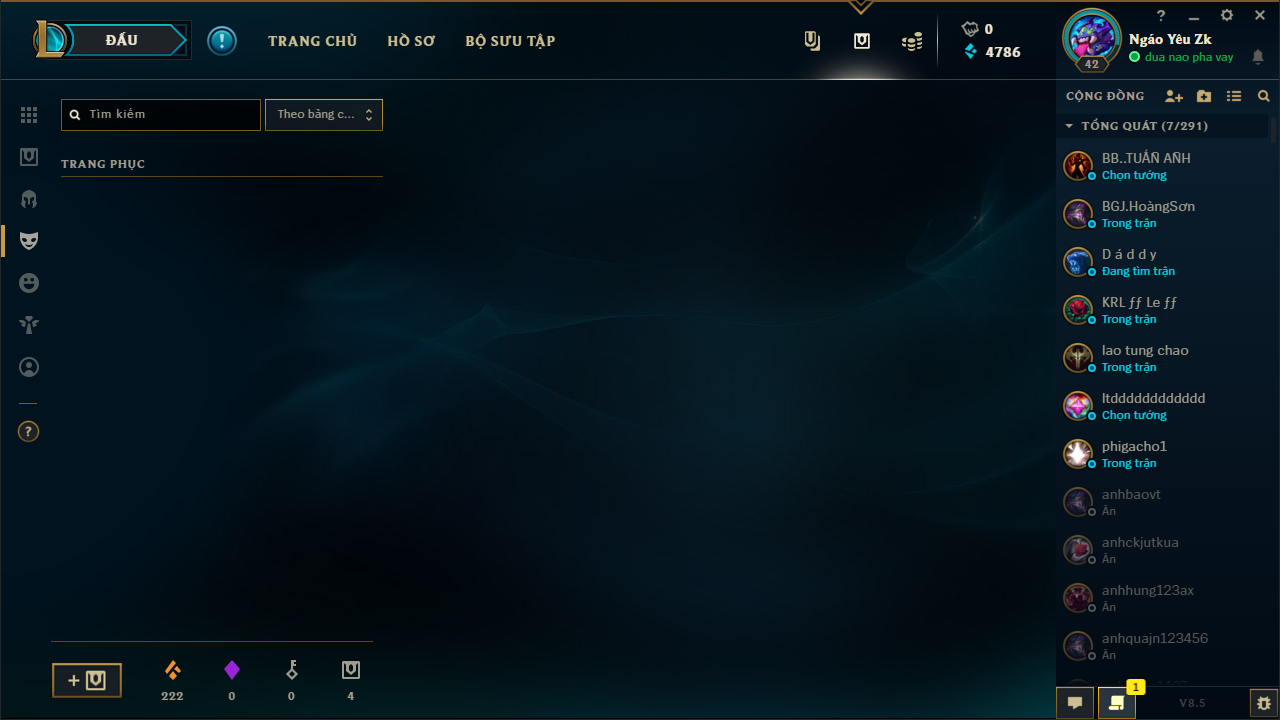 ĐẤU
TRANG CHỦ
HỒ SƠ
BỘ SƯU TẬP
0
4786
?
Ngáo Yêu Zk
42
dua nao pha vay
Tìm kiếm
Theo bảng c...
TRANG PHỤC
?
222
0
0
4
CỘNG ĐỒNG
TỔNG QUÁT (7/291)
BB..TUẤÑ AÑH
Chọn tướng
BGJ.HoàngSơn
Trong trận
D á d d y
Đang tìm trận
KRL ƒƒ Le ƒƒ
Trong trận
lao tung chao
Trong trận
ltdddddddddddd
Chọn tướng
phigacho1
Trong trận
anhbaovt
Ẩn
anhckjutkua
Ẩn
anhhung123ax
Ẩn
anhquajn123456
Ẩn
1
V8.5